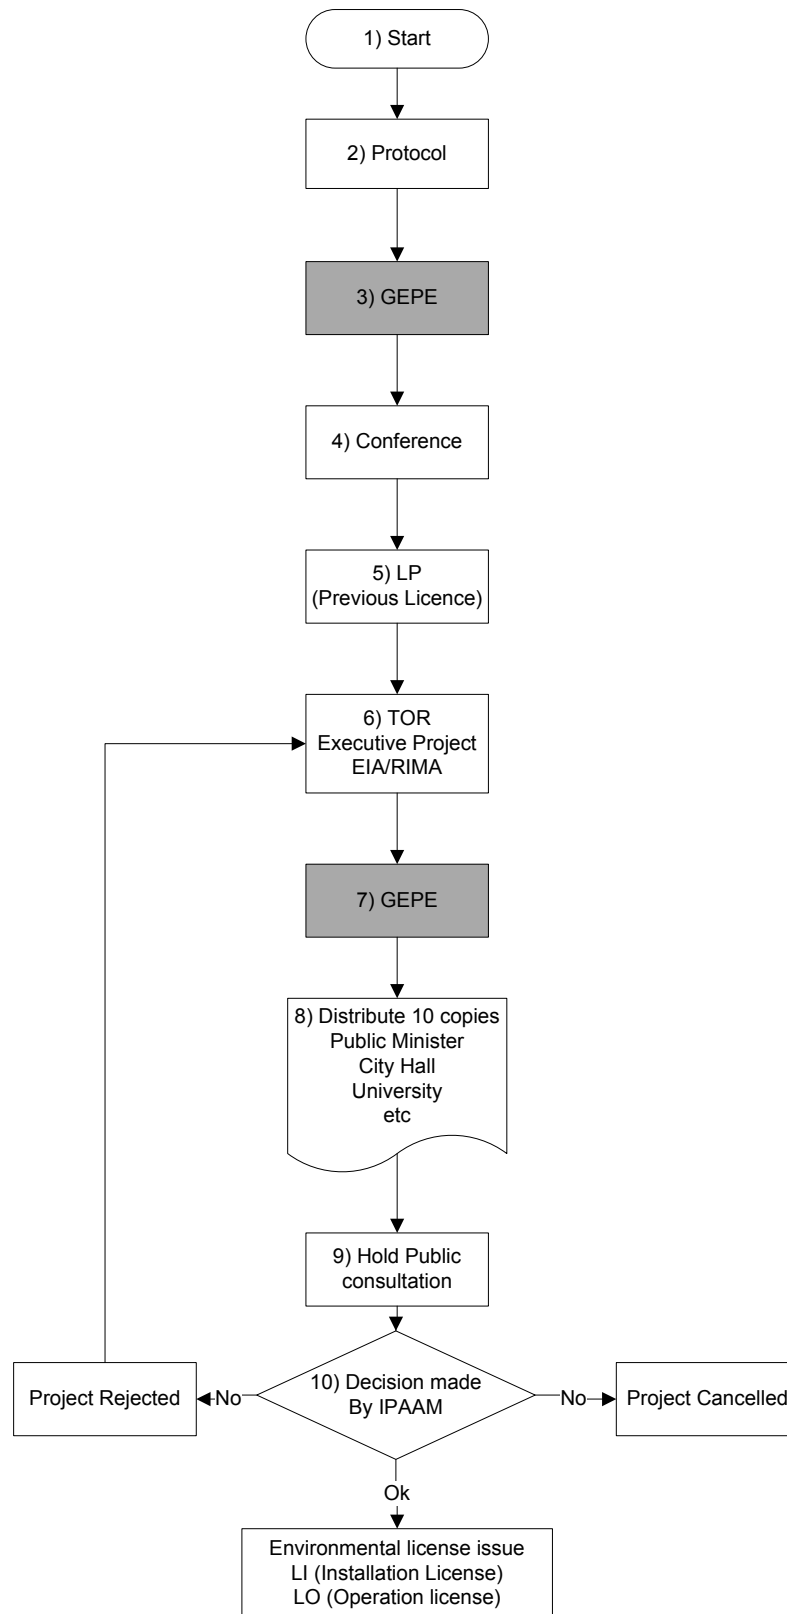 1) Start
2) Protocol
3) GEPE
4) Conference
5) LP
(Previous Licence)
6) TOR
Executive Project
EIA/RIMA
7) GEPE
8) Distribute 10 copies
Public Minister
City Hall
University
etc
9) Hold Public
consultation
10) Decision made
By IPAAM
No
Project Rejected
No
Project Cancelled
Ok
Environmental license issue
LI (Installation License)
LO (Operation license)